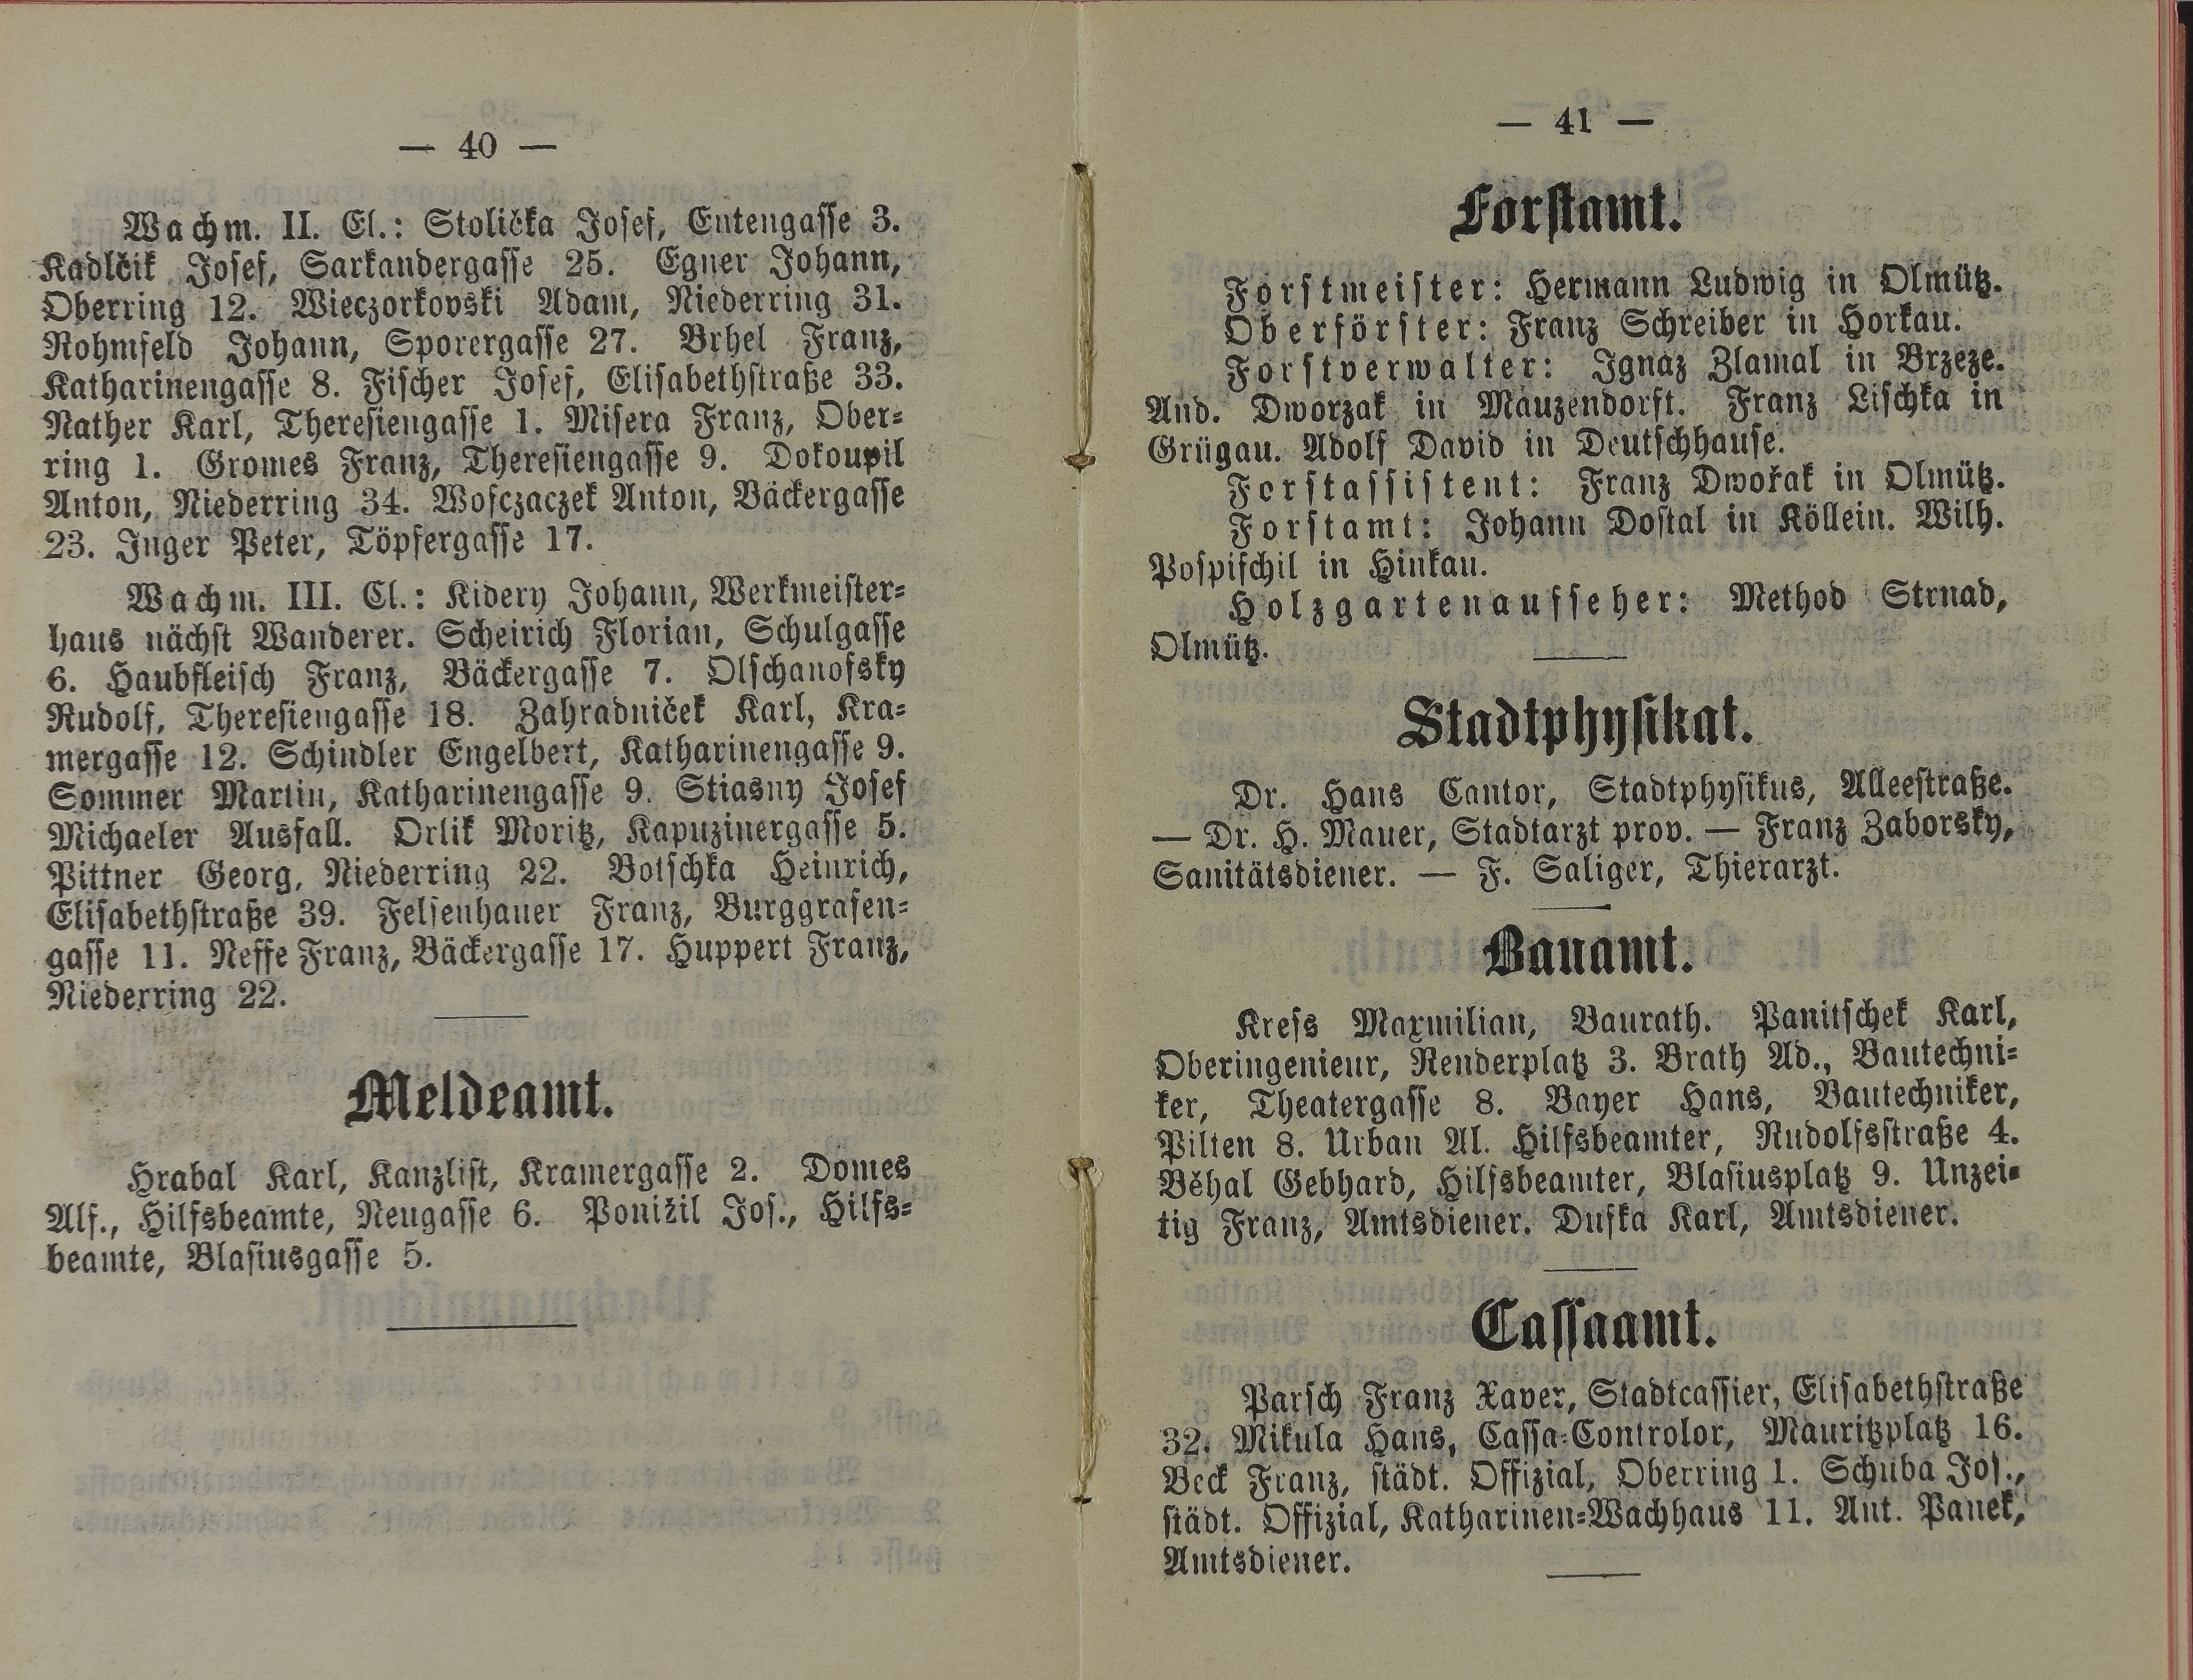 — 40 —
Wachm. II. Cl.: Stolička Josef, Entengasse 3.
Kadlčik Josef, Sarkandergasse 25. Egner Johann,
Oberring 12. Wieczorkovski Adam, Niederring 31.
Rohmfeld Johann, Sporergasse 27. Brhel Franz,
Katharinengasse 8. Fischer Josef, Elisabethstraße 33.
Nather Karl, Theresiengasse 1. Misera Franz, Ober-
ring 1. Gromes Franz, Theresiengasse 9. Dokoupil
Anton, Niederring 34. Wofczaczek Anton, Bäckergasse
23. Inger Peter, Töpfergasse 17.
Wachm. III. Cl.: Kidery Johann, Werkmeister-
haus nächst Wanderer. Scheirich Florian, Schulgasse
6. Haubfleisch Franz, Bäckergasse 7. Olschanofsky
Rudolf, Theresiengasse 18. Zahradniček Karl, Kra-
mergasse 12. Schindler Engelbert, Katharinengasse 9.
Sommer Martin, Katharinengasse 9. Stiasny Josef
Michaeler Ausfall. Orlik Moritz, Kapuzinergasse 5.
Pittner Georg, Niederring 22. Botschka Heinrich,
Elisabethstraße 39. Felsenhauer Franz, Burggrafen-
gasse 11. Neffe Franz, Bäckergasse 17. Huppert Franz,
Niederring 22.
Meldeamt.
Hrabal Karl, Kanzlist, Kramergasse 2. Domes
Alf., Hilfsbeamte, Neugasse 6. Ponižil Jos., Hilfs-
beamte, Blasiusgasse 5.
— 41 —
Forstamt.
Forstmeister: Hermann Ludwig in Olmütz.
Oberförster: Franz Schreiber in Horkau.
Forstverwalter: Ignaz Zlamal in Brzeze.
And. Dworzak in Mauzendorft. Franz Lischka in
Grügau. Adolf David in Deutschhause.
Forstassistent: Franz Dwořak in Olmütz.
Forstamt: Johann Dostal in Köllein. Wilh.
Pospischil in Hinkau.
Holzgartenaufseher: Method Strnad,
Olmütz.
Stadtphysikat.
Dr. Hans Cantor, Stadtphysikus, Alleestraße.
— Dr. H. Mauer, Stadtarzt prov. — Franz Zaborsky,
Sanitätsdiener. — F. Saliger, Thierarzt.
Bauamt.
Kress Maxmilian, Baurath. Panitschek Karl,
Oberingenieur, Renderplatz 3. Brath Ad., Bautechni-
ker, Theatergasse 8. Bayer Hans, Bautechniker,
Pilten 8. Urban Al. Hilfsbeamter, Rudolfsstraße 4.
Běhal Gebhard, Hilfsbeamter, Blasiusplatz 9. Unzei-
tig Franz, Amtsdiener. Duska Karl, Amtsdiener.
Cassaamt.
Parsch Franz Xaver, Stadtcassier, Elisabethstraße
32. Mikula Hans, Cassa-Controlor, Mauritzplatz 16.
Beck Franz, städt. Offizial, Oberring 1. Schuba Jos.,
städt. Offizial, Katharinen-Wachhaus 11. Ant. Panek,
Amtsdiener.